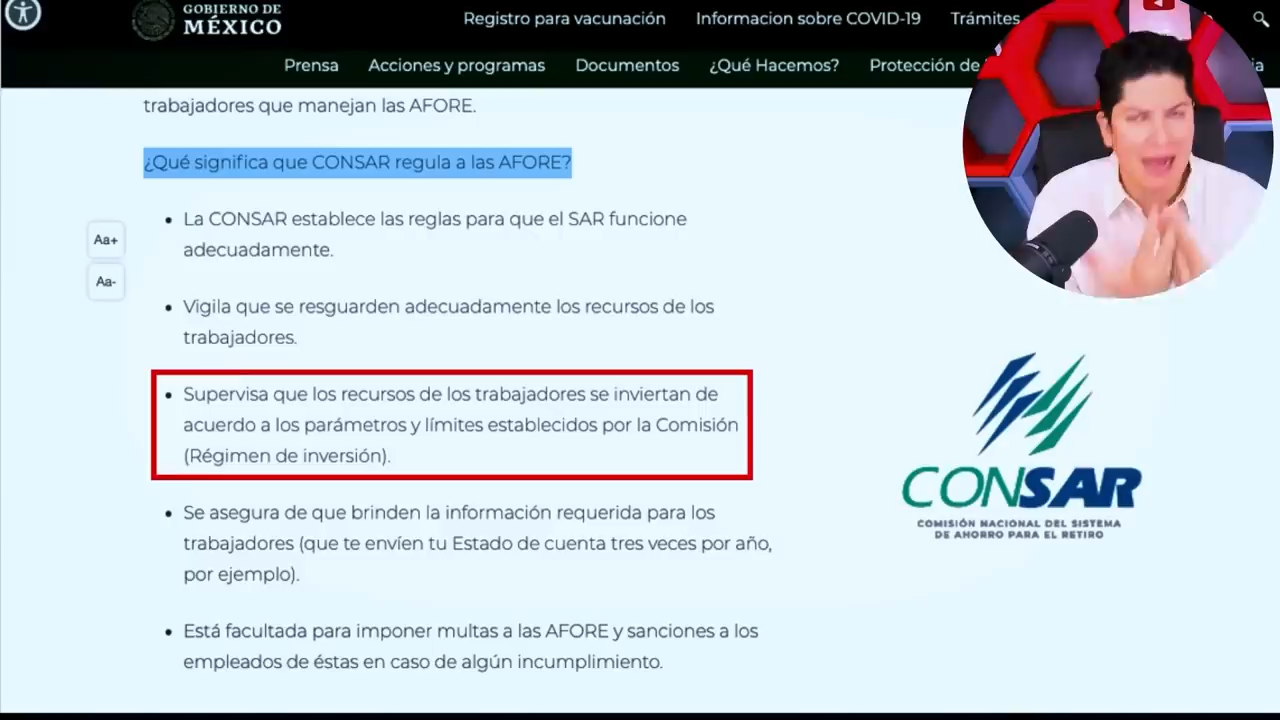 GOBIERNO DE
MÉXICO
Registro para vacunación
Informacion sobre COVID-19
Trámites
Prensa
Acciones y programas
Documentos
¿Qué Hacemos?
Protección de
trabajadores que manejan las AFORE.
¿Qué significa que CONSAR regula a las AFORE?
Aa+
Aa-
• La CONSAR establece las reglas para que el SAR funcione
adecuadamente.
• Vigila que se resguarden adecuadamente los recursos de los
trabajadores.
• Supervisa que los recursos de los trabajadores se inviertan de
acuerdo a los parámetros y límites establecidos por la Comisión
(Régimen de inversión).
• Se asegura de que brinden la información requerida para los
trabajadores (que te envíen tu Estado de cuenta tres veces por año,
por ejemplo).
• Está facultada para imponer multas a las AFORE y sanciones a los
empleados de éstas en caso de algún incumplimiento.
CONSAR
COMISIÓN NACIONAL DEL SISTEMA
DE AHORRO PARA EL RETIRO